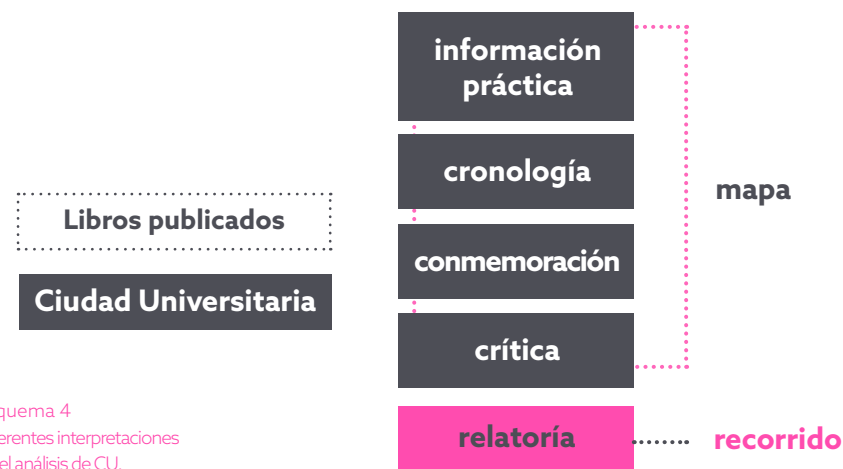 Libros publicados
Ciudad Universitaria
información
práctica
cronología
conmemoración
crítica
relatoría
mapa
recorrido
quema 4
erentes interpretaciones
el análisis de CU.